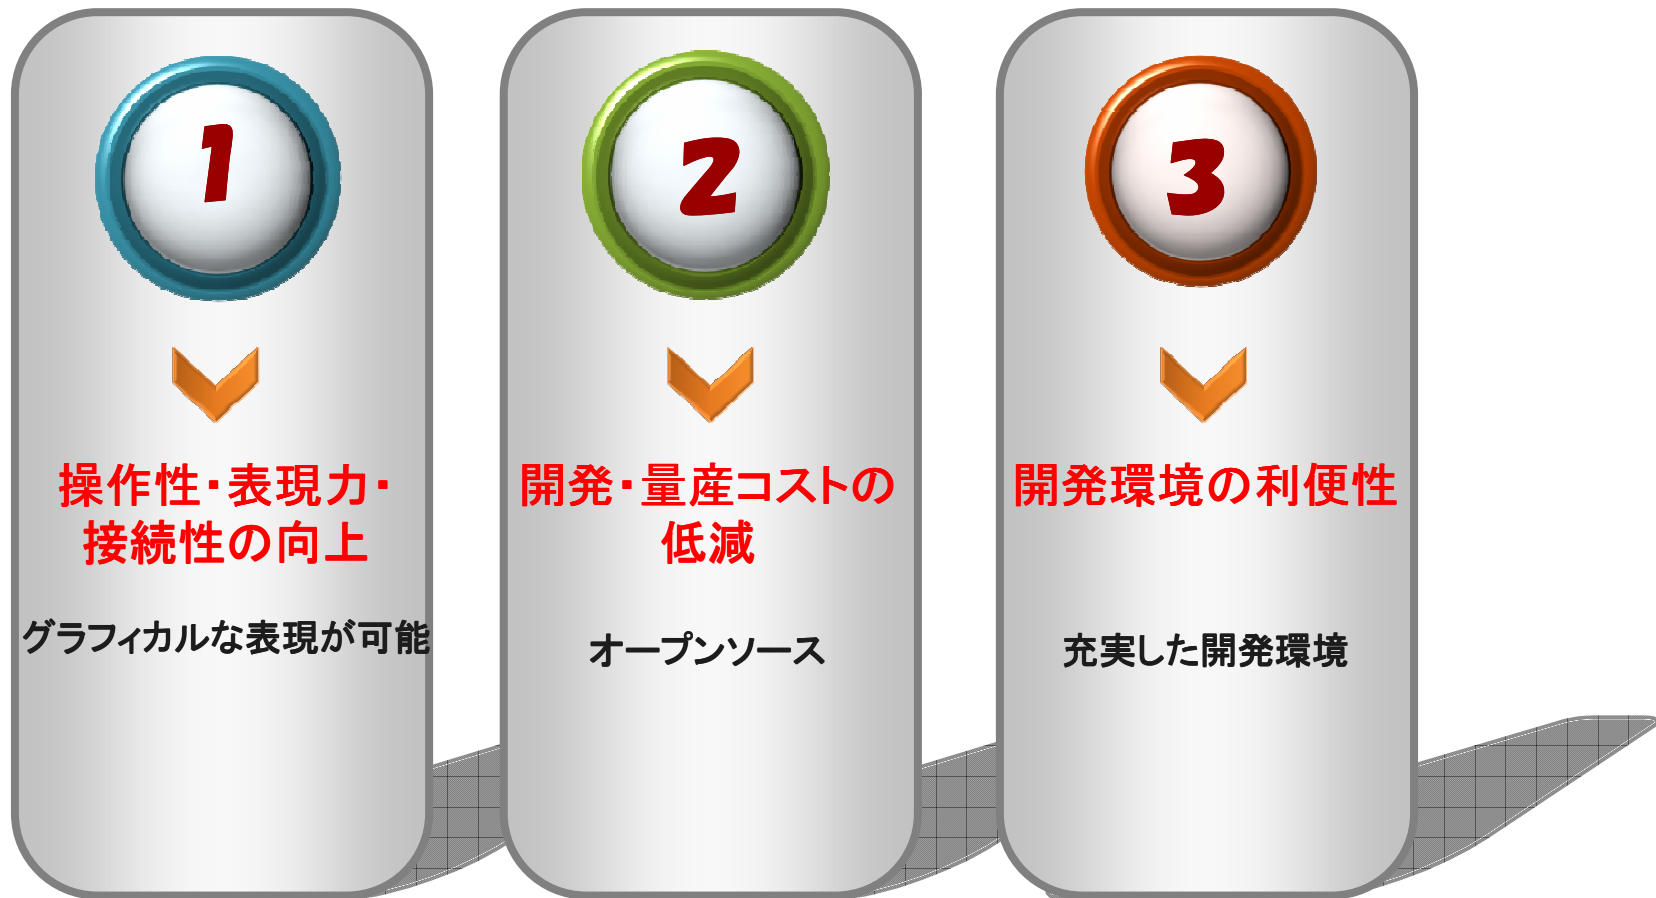 1
操作性・表現力・
接続性の向上
グラフィカルな表現が可能
2
開発・量産コストの
低減
オープンソース
3
開発環境の利便性
充実した開発環境